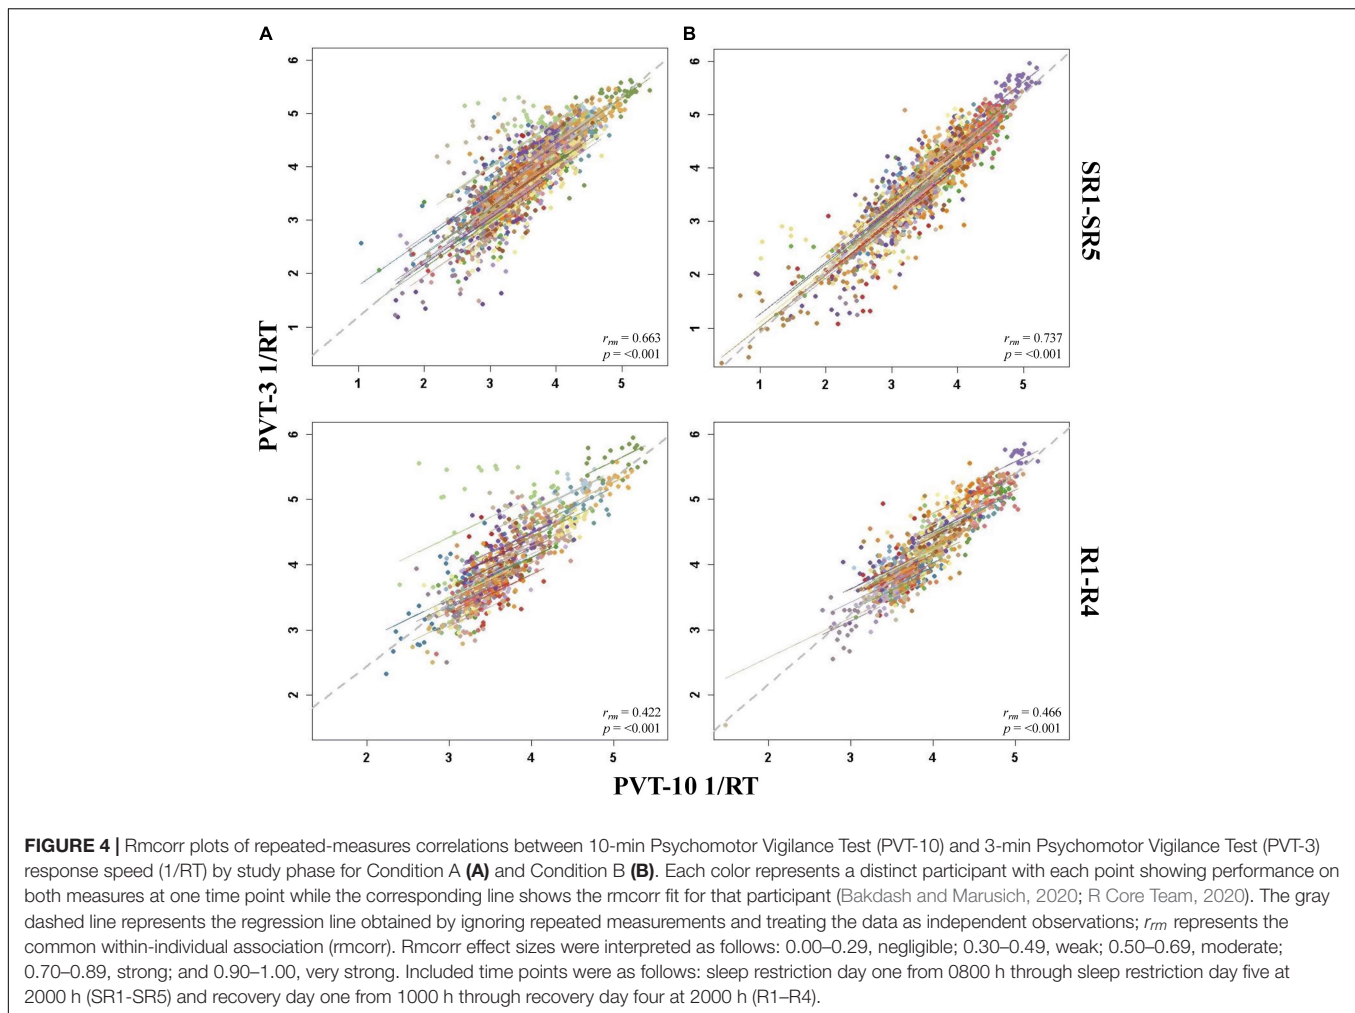 A
B
6
5
4
3
2
1
1
2
3
4
5
r_rm = 0.663
p = <0.001
6
5
4
3
2
1
1
2
3
4
5
r_rm = 0.737
p = <0.001
SR1-SR5
PVT-3 1/RT
6
5
4
3
2
2
3
4
5
r_rm = 0.422
p = <0.001
6
5
4
3
2
2
3
4
5
r_rm = 0.466
p = <0.001
R1-R4
PVT-10 1/RT
FIGURE 4 | Rmcorr plots of repeated-measures correlations between 10-min Psychomotor Vigilance Test (PVT-10) and 3-min Psychomotor Vigilance Test (PVT-3)
response speed (1/RT) by study phase for Condition A (A) and Condition B (B). Each color represents a distinct participant with each point showing performance on
both measures at one time point while the corresponding line shows the rmcorr fit for that participant (Bakdash and Marusich, 2020; R Core Team, 2020). The gray
dashed line represents the regression line obtained by ignoring repeated measurements and treating the data as independent observations; r_rm represents the
common within-individual association (rmcorr). Rmcorr effect sizes were interpreted as follows: 0.00–0.29, negligible; 0.30–0.49, weak; 0.50–0.69, moderate;
0.70–0.89, strong; and 0.90–1.00, very strong. Included time points were as follows: sleep restriction day one from 0800 h through sleep restriction day five at
2000 h (SR1-SR5) and recovery day one from 1000 h through recovery day four at 2000 h (R1–R4).